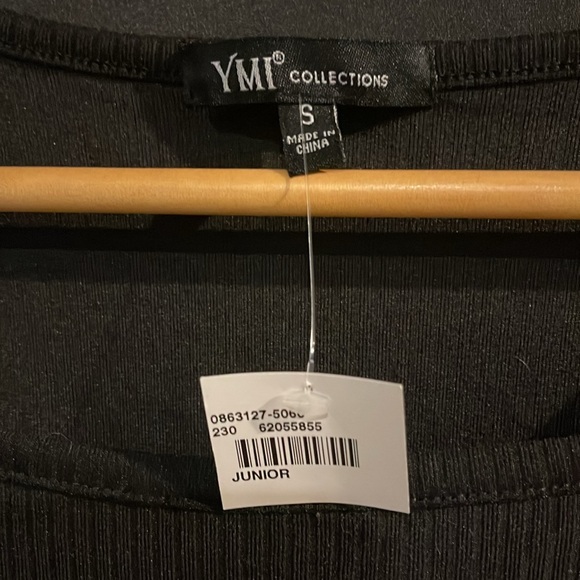 YMI® COLLECTIONS
S
MADE IN
CHINA
230 62055855
JUNIOR